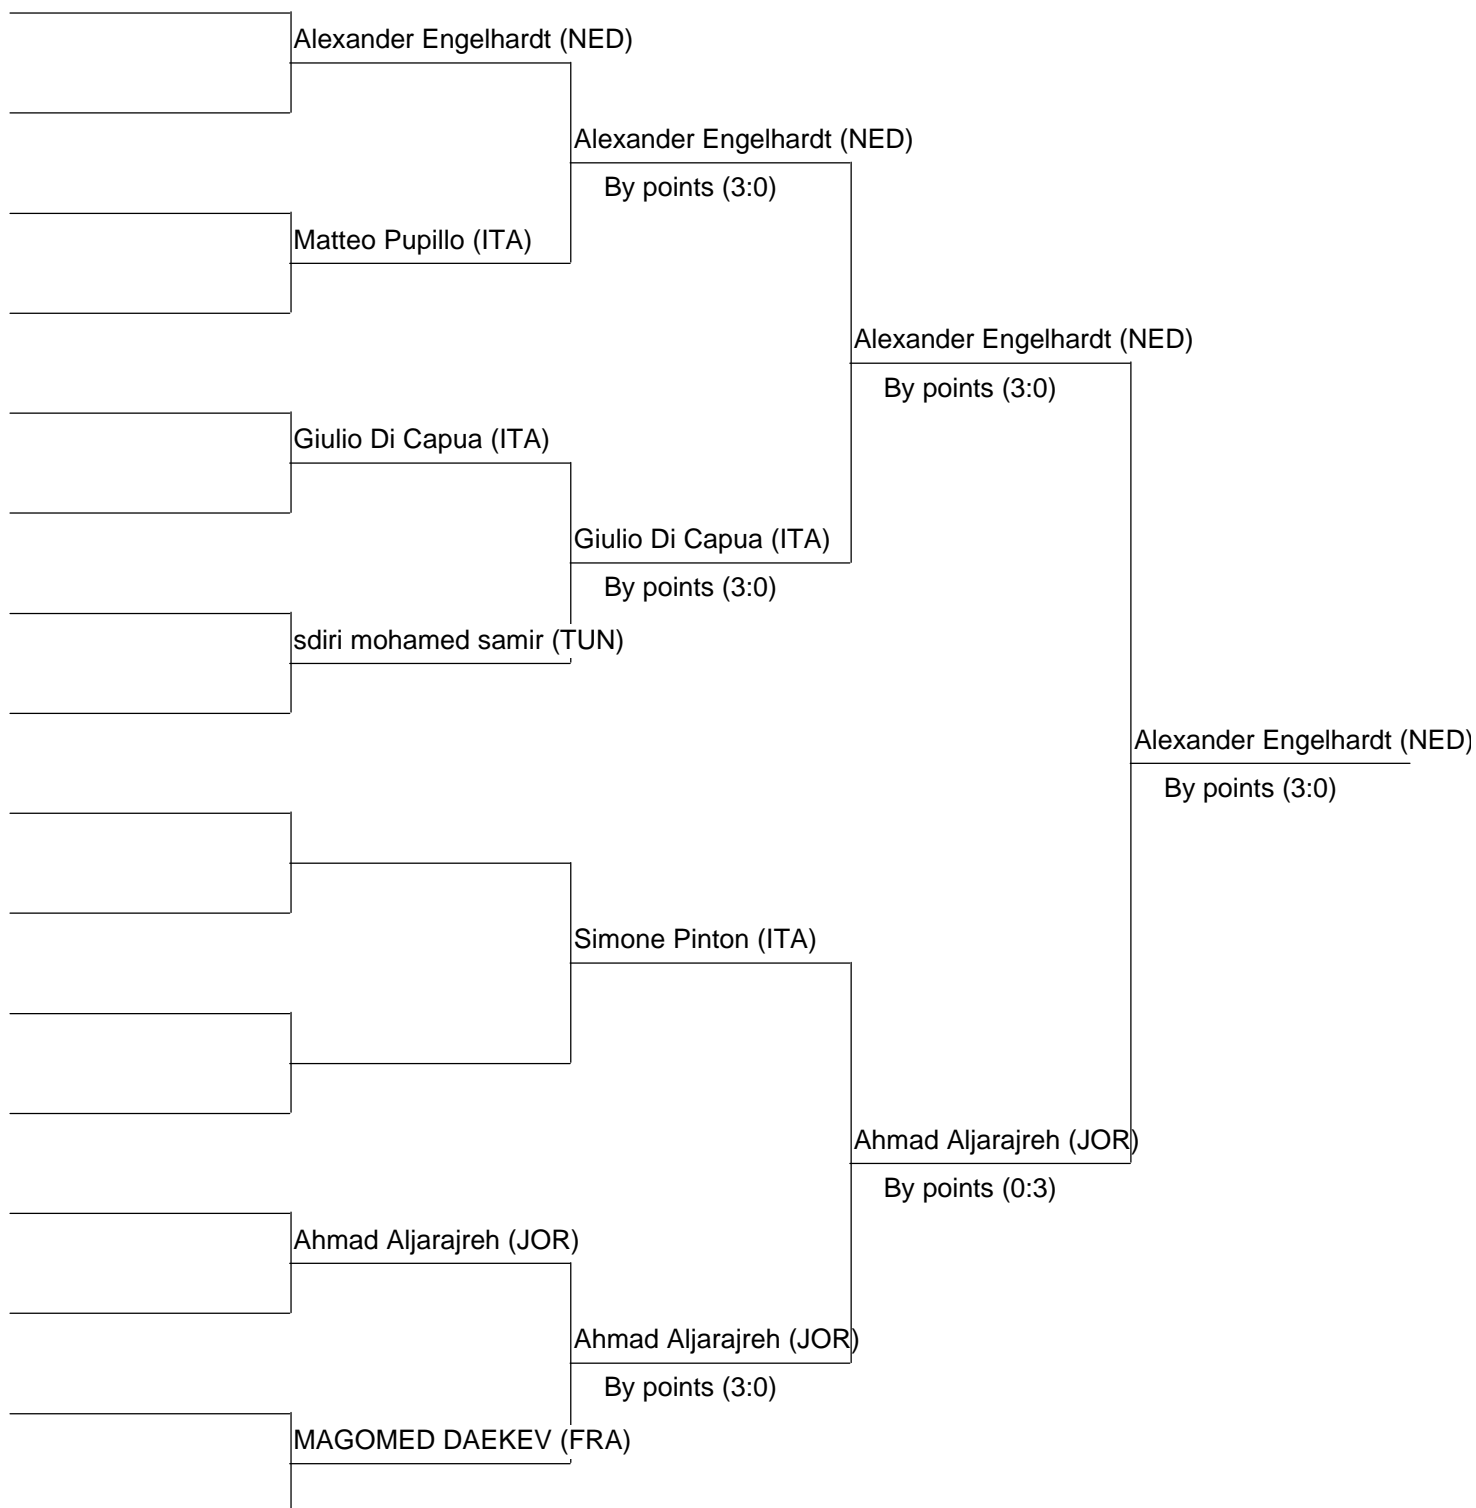 Alexander Engelhardt (NED)
Alexander Engelhardt (NED)
By points (3:0)
Matteo Pupillo (ITA)
Alexander Engelhardt (NED)
By points (3:0)
Giulio Di Capua (ITA)
Giulio Di Capua (ITA)
By points (3:0)
sdiri mohamed samir (TUN)
Alexander Engelhardt (NED)
By points (3:0)
Simone Pinton (ITA)
Ahmad Aljarajreh (JOR)
By points (0:3)
Ahmad Aljarajreh (JOR)
Ahmad Aljarajreh (JOR)
By points (3:0)
MAGOMED DAEKEV (FRA)